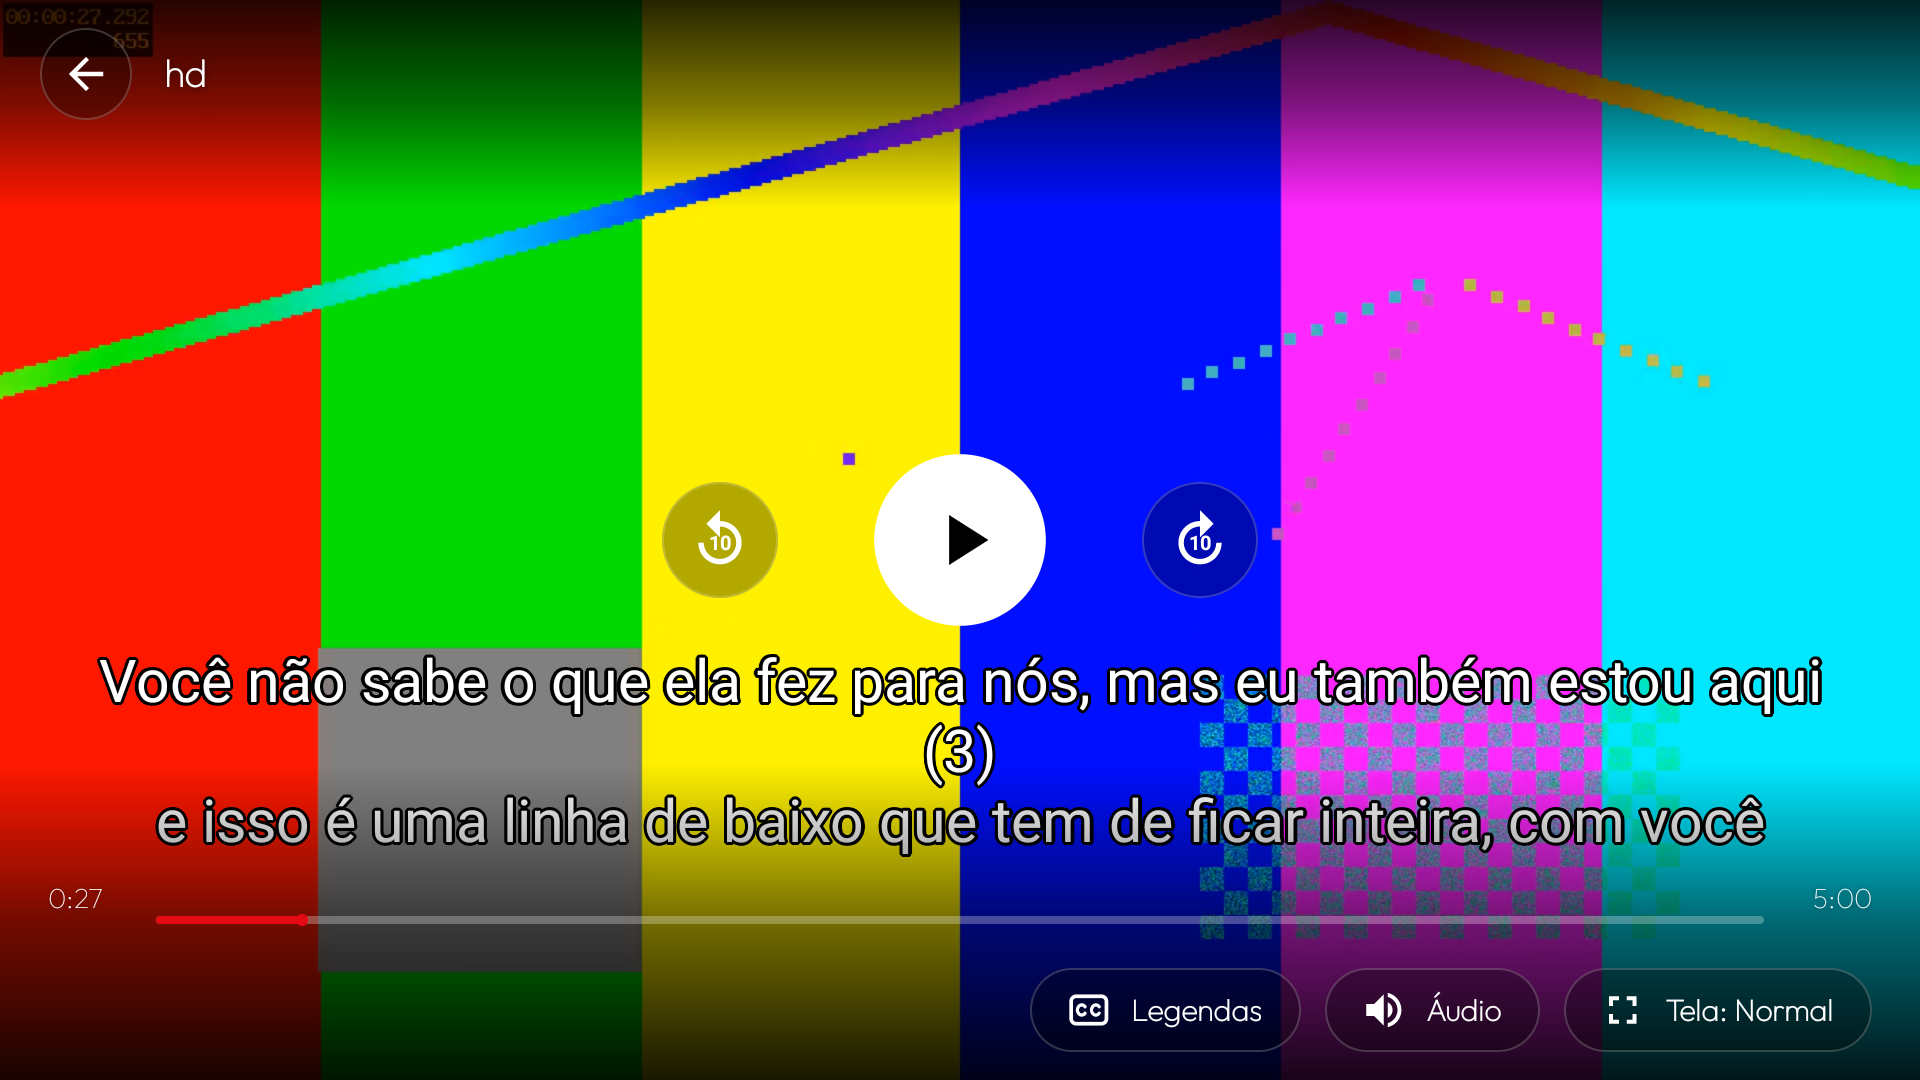 00:00:27.292
655
hd
10
10
Você não sabe o que ela fez para nós, mas eu também estou aqui
(3)
e isso é uma linha de baixo que tem de ficar inteira, com você
0:27
5:00
CC Legendas
Áudio
Tela: Normal